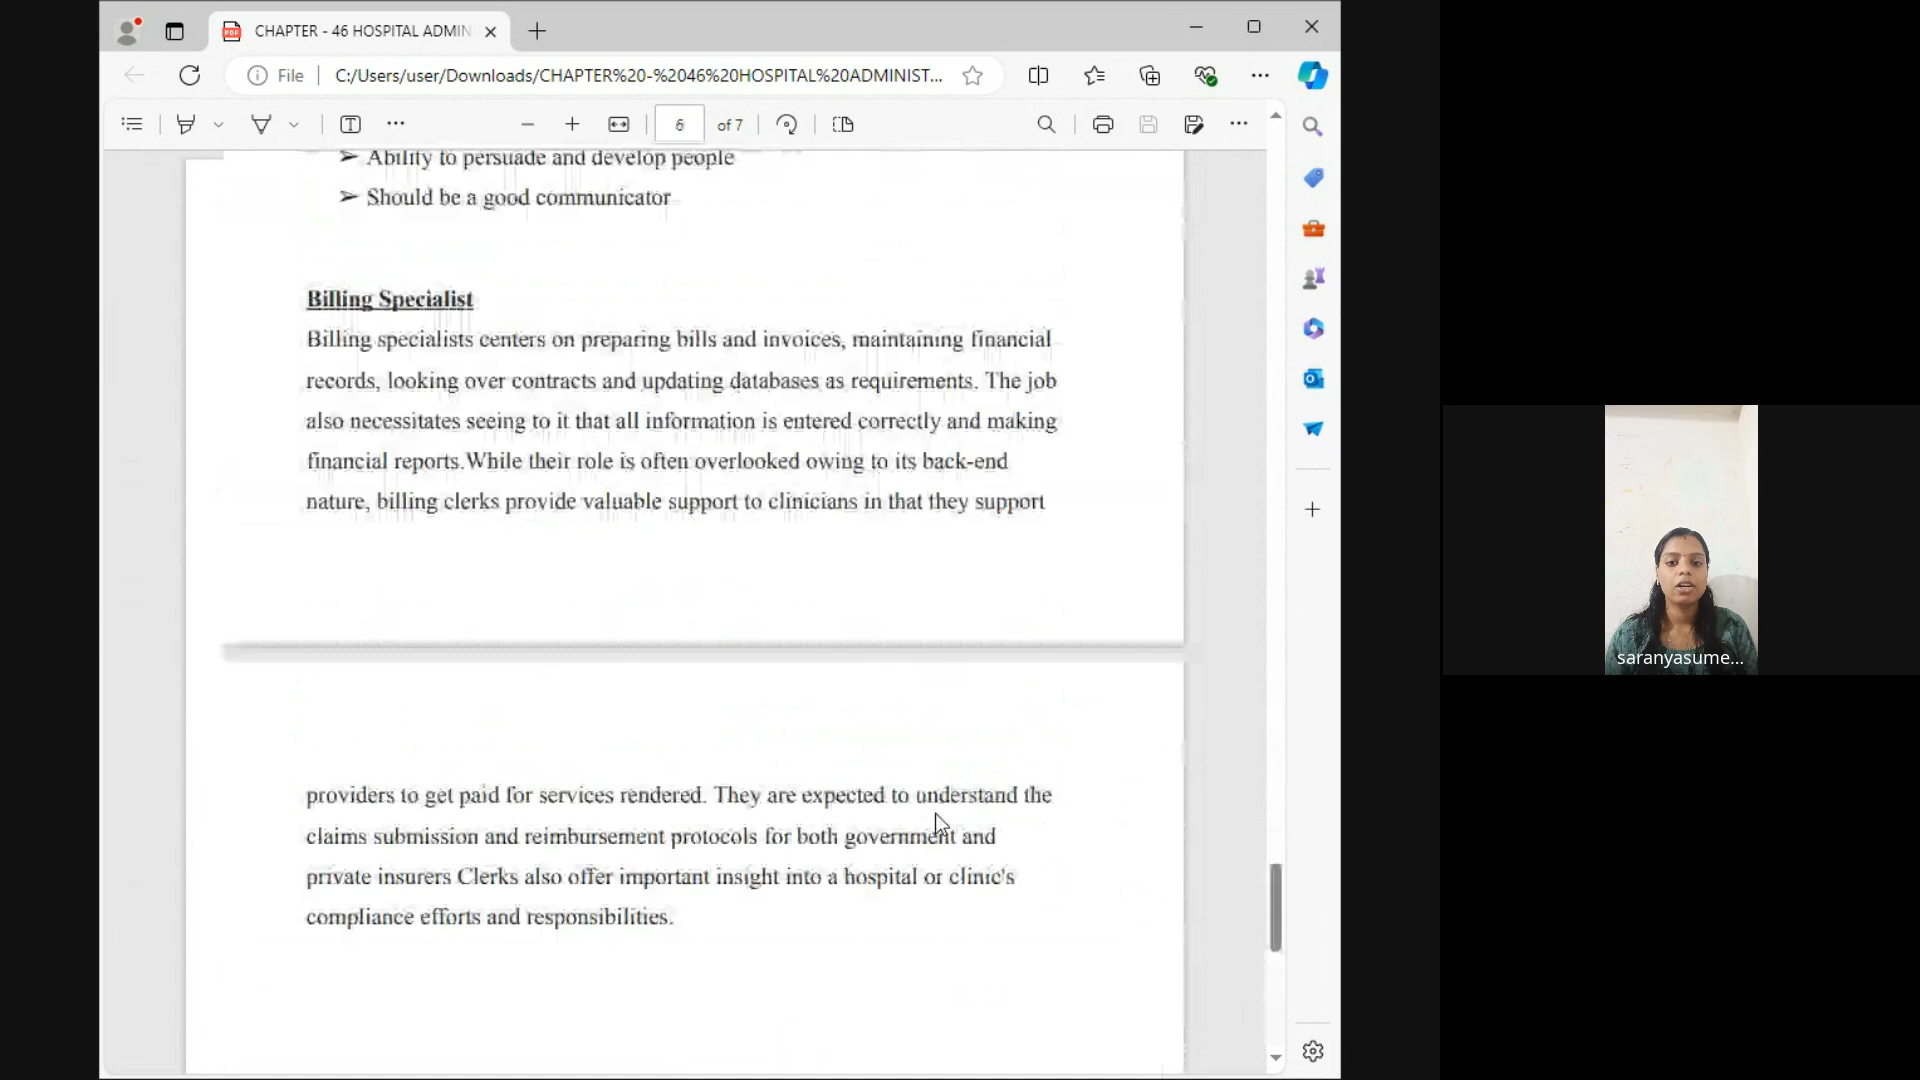 CHAPTER - 46 HOSPITAL ADMIN
File
C:/Users/user/Downloads/CHAPTER%20-%2046%20HOSPITAL%20ADMINIST...
6 of 7
➢ Ability to persuade and develop people
➢ Should be a good communicator
Billing Specialist
Billing specialists centers on preparing bills and invoices, maintaining financial
records, looking over contracts and updating databases as requirements. The job
also necessitates seeing to it that all information is entered correctly and making
financial reports.While their role is often overlooked owing to its back-end
nature, billing clerks provide valuable support to clinicians in that they support
providers to get paid for services rendered. They are expected to understand the
claims submission and reimbursement protocols for both government and
private insurers Clerks also offer important insight into a hospital or clinic's
compliance efforts and responsibilities.
saranyasume...